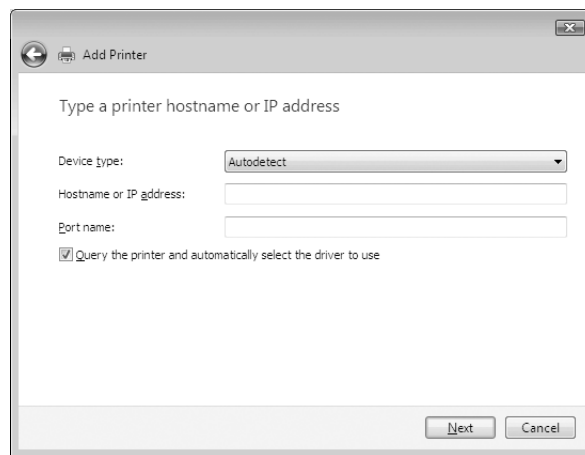 Add Printer
Type a printer hostname or IP address
Device type: Autodetect
Hostname or IP address:
Port name:
Query the printer and automatically select the driver to use
Next Cancel